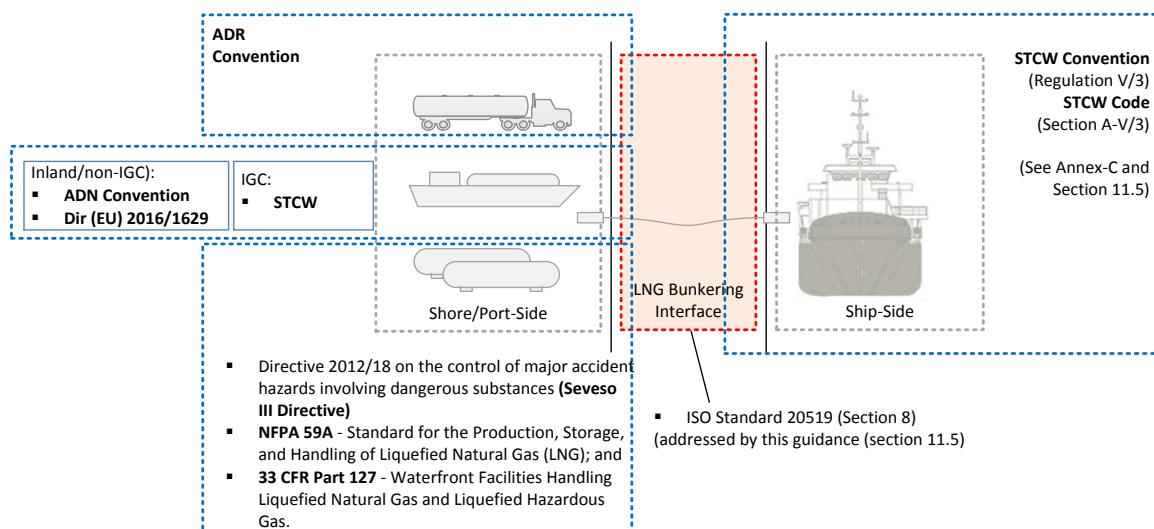 ADR
Convention
STCW Convention
(Regulation V/3)
STCW Code
(Section A-V/3)
(See Annex-C and
Section 11.5)
Inland/non-IGC):
▪ ADN Convention
▪ Dir (EU) 2016/1629
IGC:
▪ STCW
Shore/Port-Side
LNG Bunkering
Interface
Ship-Side
▪ Directive 2012/18 on the control of major accident
hazards involving dangerous substances (Seveso
III Directive)
▪ NFPA 59A - Standard for the Production, Storage,
and Handling of Liquefied Natural Gas (LNG); and
▪ 33 CFR Part 127 - Waterfront Facilities Handling
Liquefied Natural Gas and Liquefied Hazardous
Gas.
▪ ISO Standard 20519 (Section 8)
(addressed by this guidance (section 11.5)